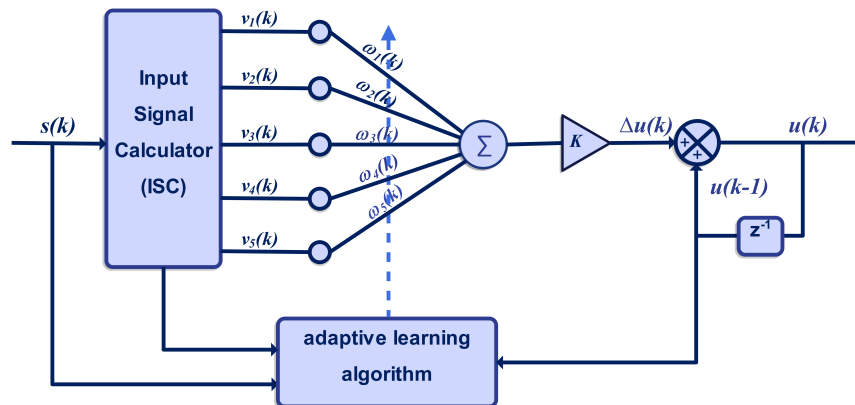 s(k)
Input
Signal
Calculator
(ISC)
v₁(k)
v₂(k)
v₃(k)
v₄(k)
v₅(k)
ω₁(k)
ω₂(k)
ω₃(k)
ω₄(k)
ω₅(k)
Σ
K
Δu(k)
+
+
u(k)
u(k-1)
z⁻¹
adaptive learning
algorithm